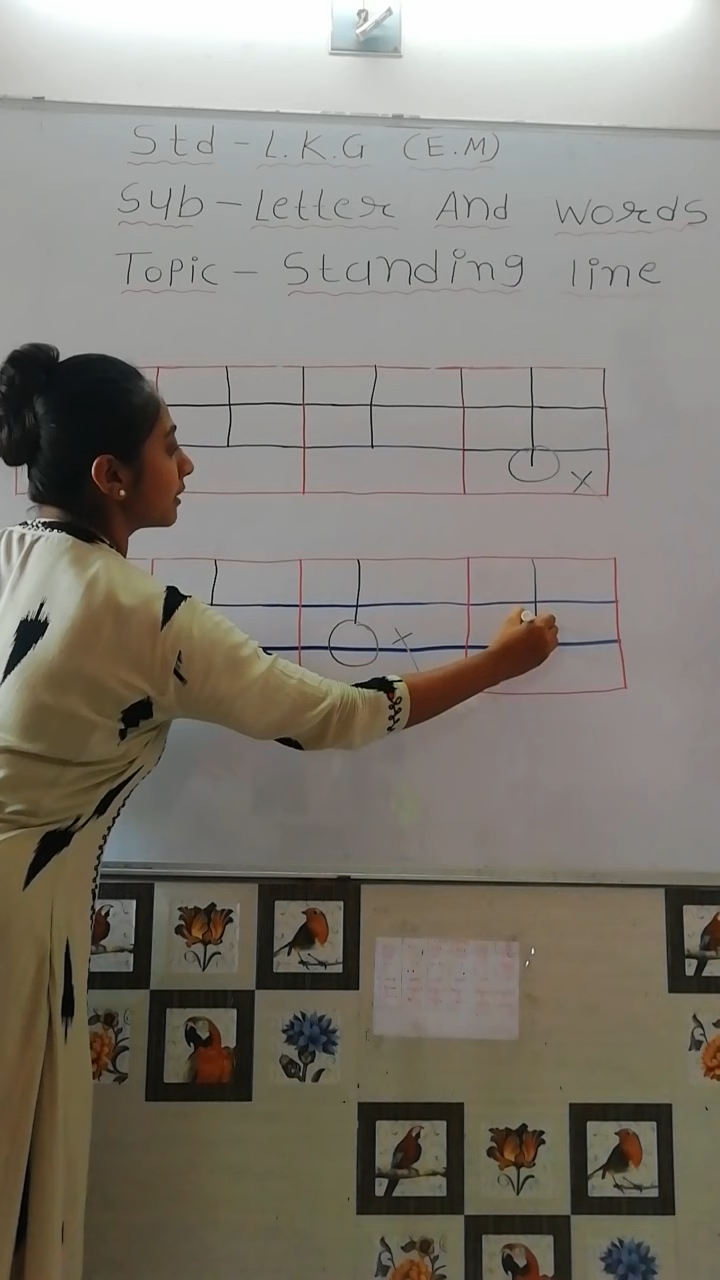 Std - L.K.G (E.M)
Sub - Letter And Words
Topic - Standing line
x
x